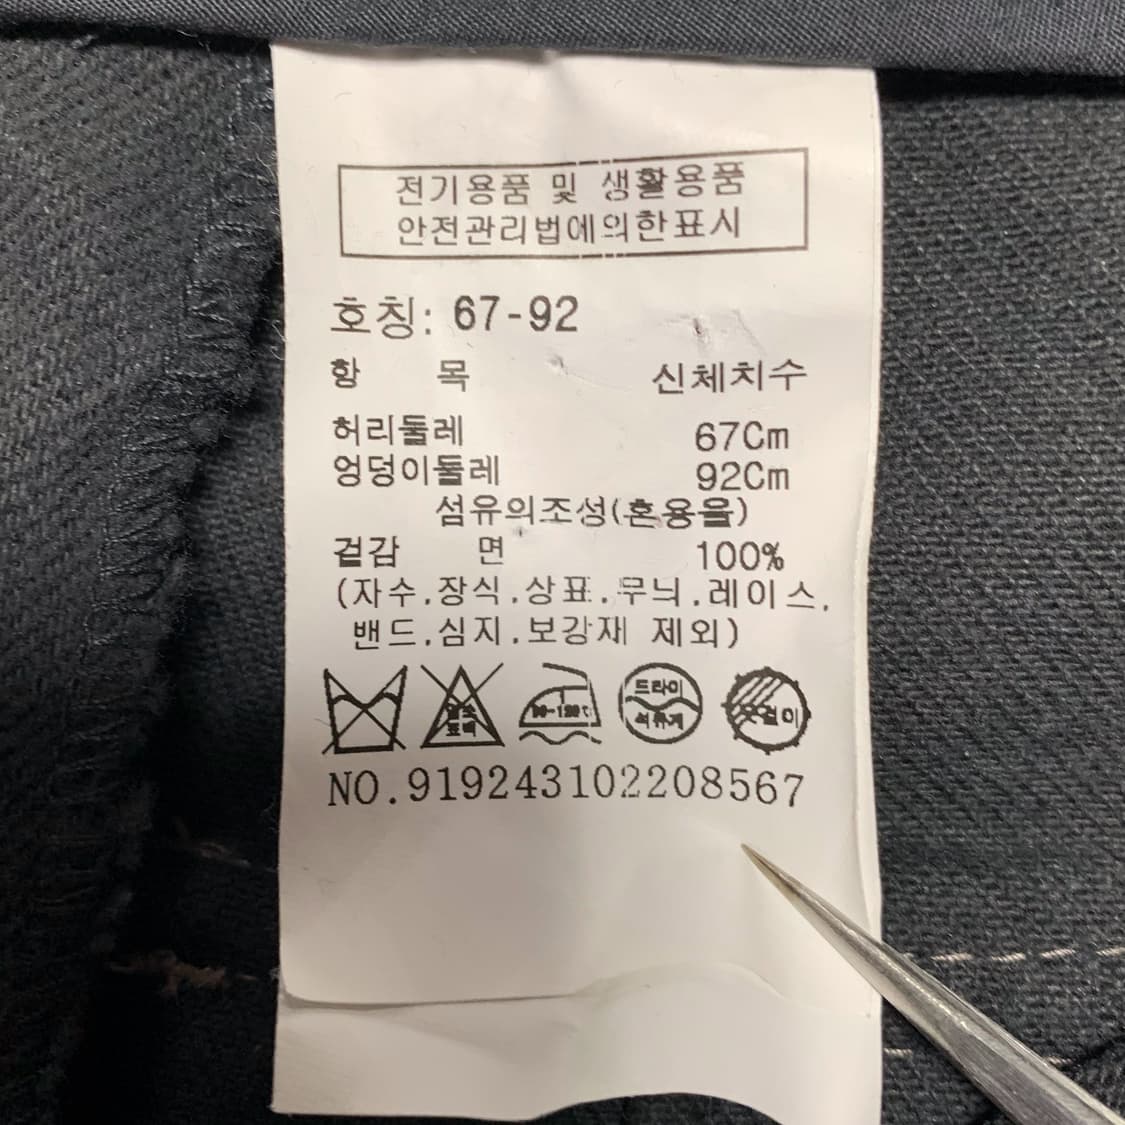 전기용품 및 생활용품
안전관리법에의한표시
호칭: 67-92
항 목 신체치수
허리둘레 67Cm
엉덩이둘레 92Cm
섬유의조성(혼용율)
겉감 면 100%
(자수.장식.상표.무늬.레이스.
밴드.심지.보강재 제외)
드라이
석유계
NO.919243102208567